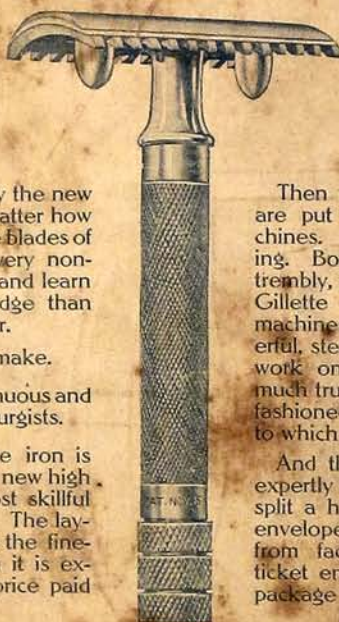 y the new
atter how
blades of
very non-
and learn
dge than
r.
make.
nuous and
urgists.
e iron is
new high
st skillful
The lay-
the fine-
it is ex-
price paid
Then
are put
chines.
ing. Bo
trembly,
Gillette
machine
erful, ste
work on
much tru
fashione
to which
And th
expertly
split a h
envelope
from fac
ticket en
package
PAT. NO